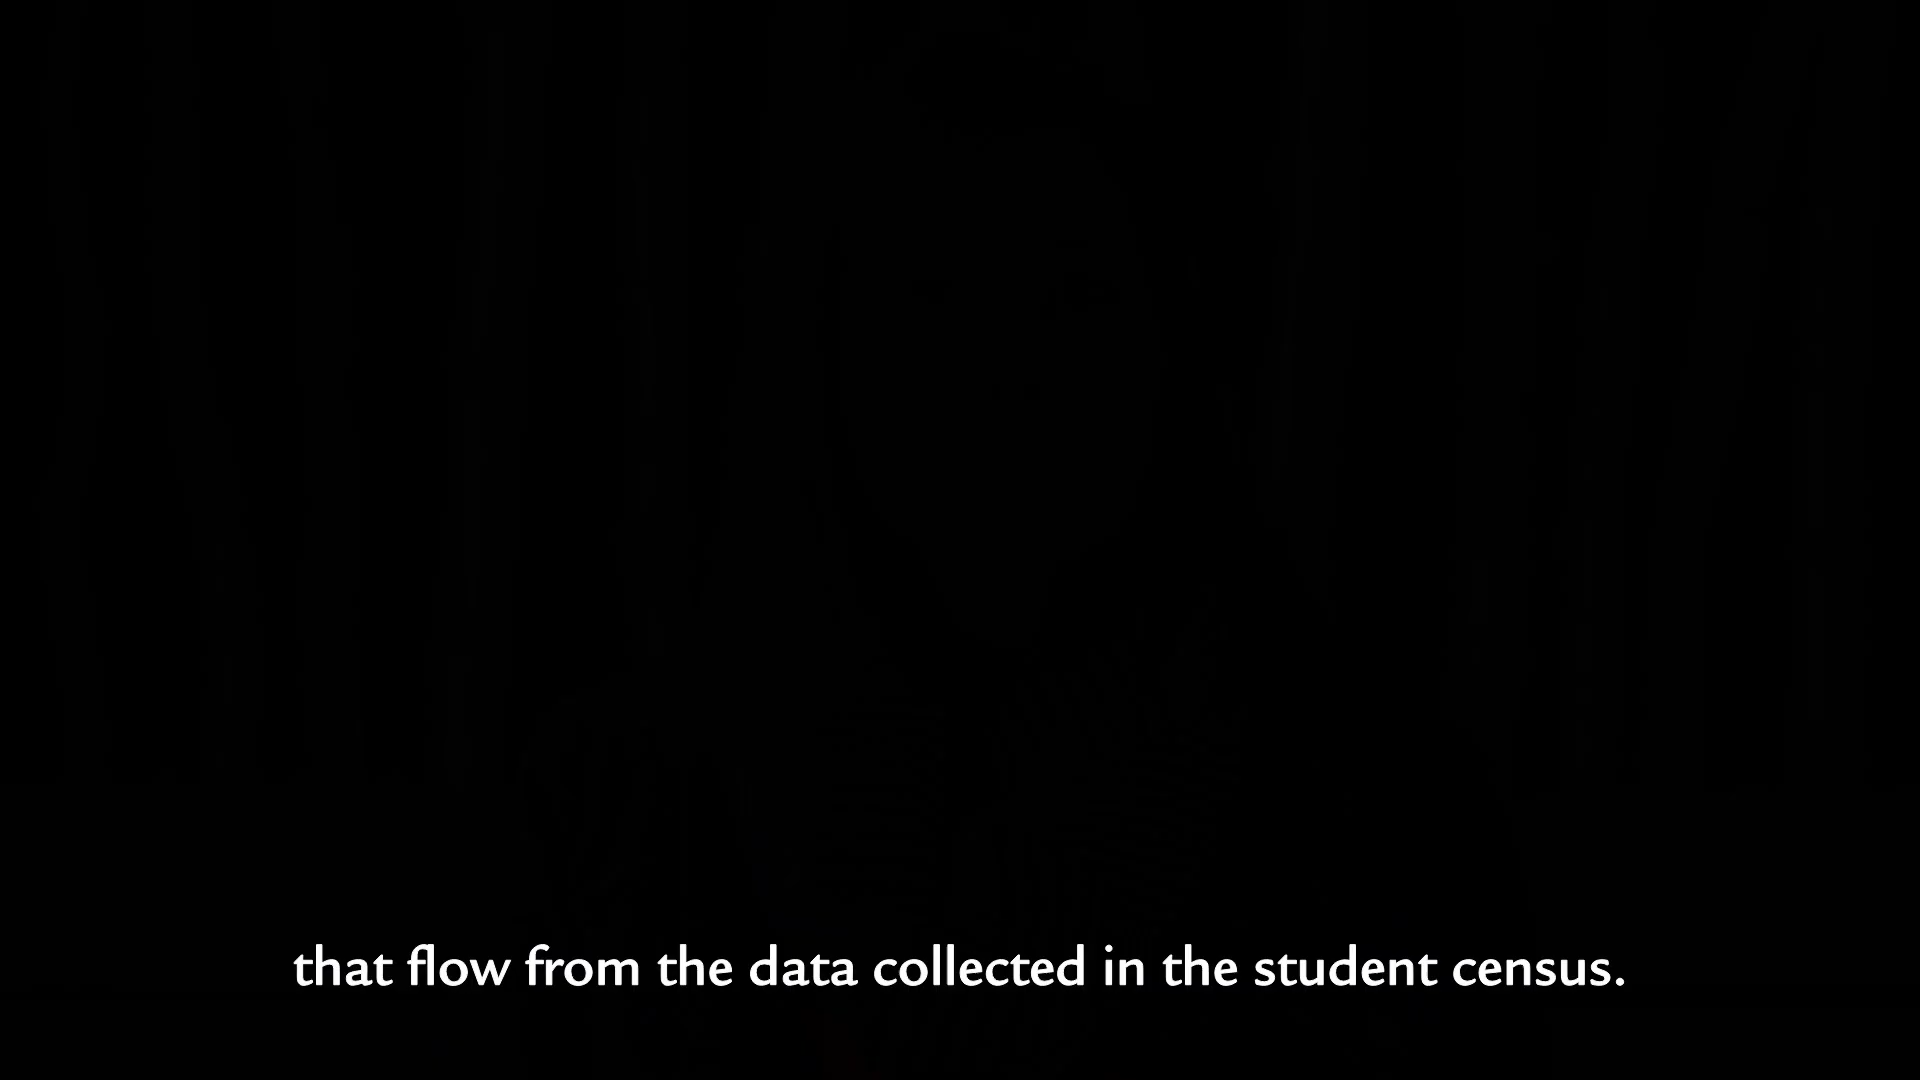 that flow from the data collected in the student census.